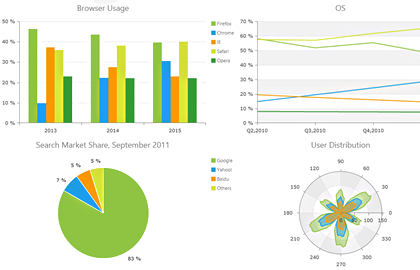 Browser Usage
50 %
40 %
30 %
20 %
10 %
0 %
2013
2014
2015
Firefox
Chrome
IE
Safari
Opera
OS
70 %
60 %
50 %
40 %
30 %
20 %
10 %
0 %
Q2,2010
Q3,2010
Q4,2010
Search Market Share, September 2011
5 %
5 %
7 %
83 %
Google
Yahoo!
Baidu
Others
User Distribution
90
120
60
150
30
180
0
210
330
240
300
270